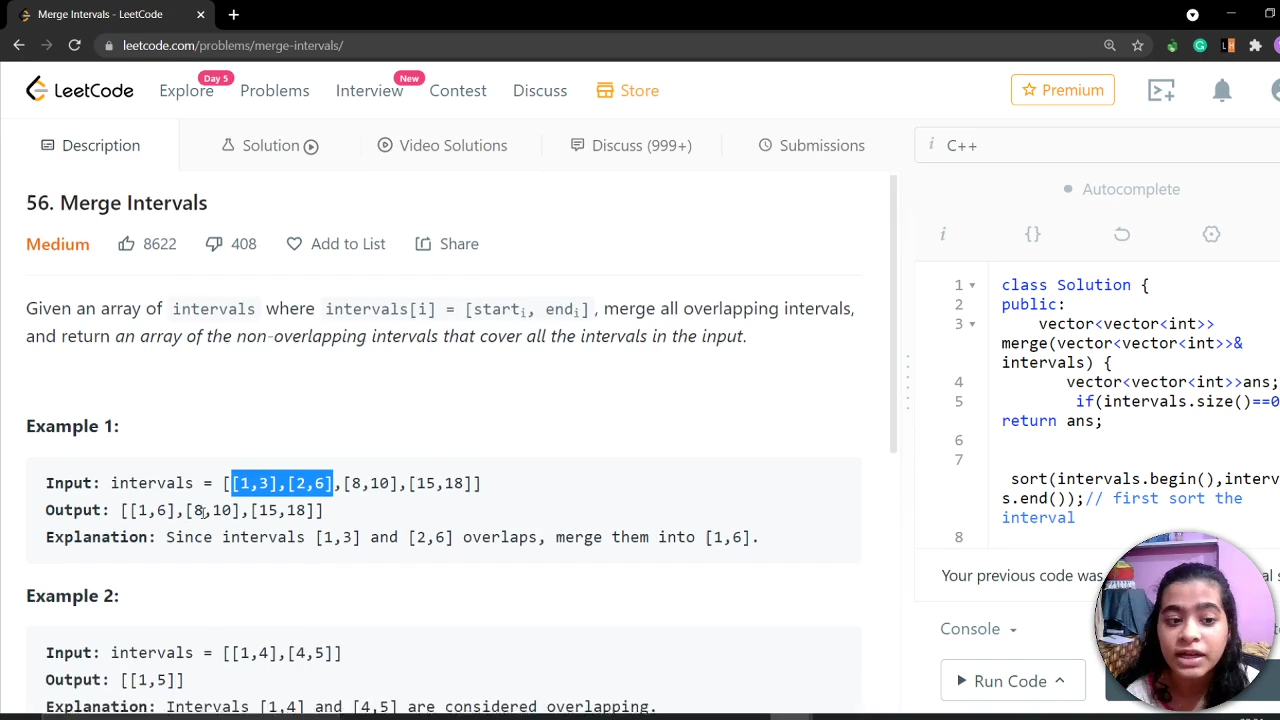 Merge Intervals - LeetCode
leetcode.com/problems/merge-intervals/
LeetCode
Explore
Day 5
Problems
Interview
New
Contest
Discuss
Store
Premium
Description
Solution
Video Solutions
Discuss (999+)
Submissions
i C++
Autocomplete
56. Merge Intervals
Medium 8622 408 Add to List Share
i {}
Given an array of intervals where intervals[i] = [starti, endi], merge all overlapping intervals,
and return an array of the non-overlapping intervals that cover all the intervals in the input.
Example 1:
Input: intervals = [[1,3],[2,6],[8,10],[15,18]]
Output: [[1,6],[8,10],[15,18]]
Explanation: Since intervals [1,3] and [2,6] overlaps, merge them into [1,6].
Example 2:
Input: intervals = [[1,4],[4,5]]
Output: [[1,5]]
Explanation: Intervals [1,4] and [4,5] are considered overlapping.
1 class Solution {
2 public:
3 vector<vector<int>>
merge(vector<vector<int>>&
intervals) {
4 vector<vector<int>>ans;
5 if(intervals.size()==0
return ans;
6
7
sort(intervals.begin(),interv
s.end());// first sort the
interval
8
Your previous code was
Console
Run Code